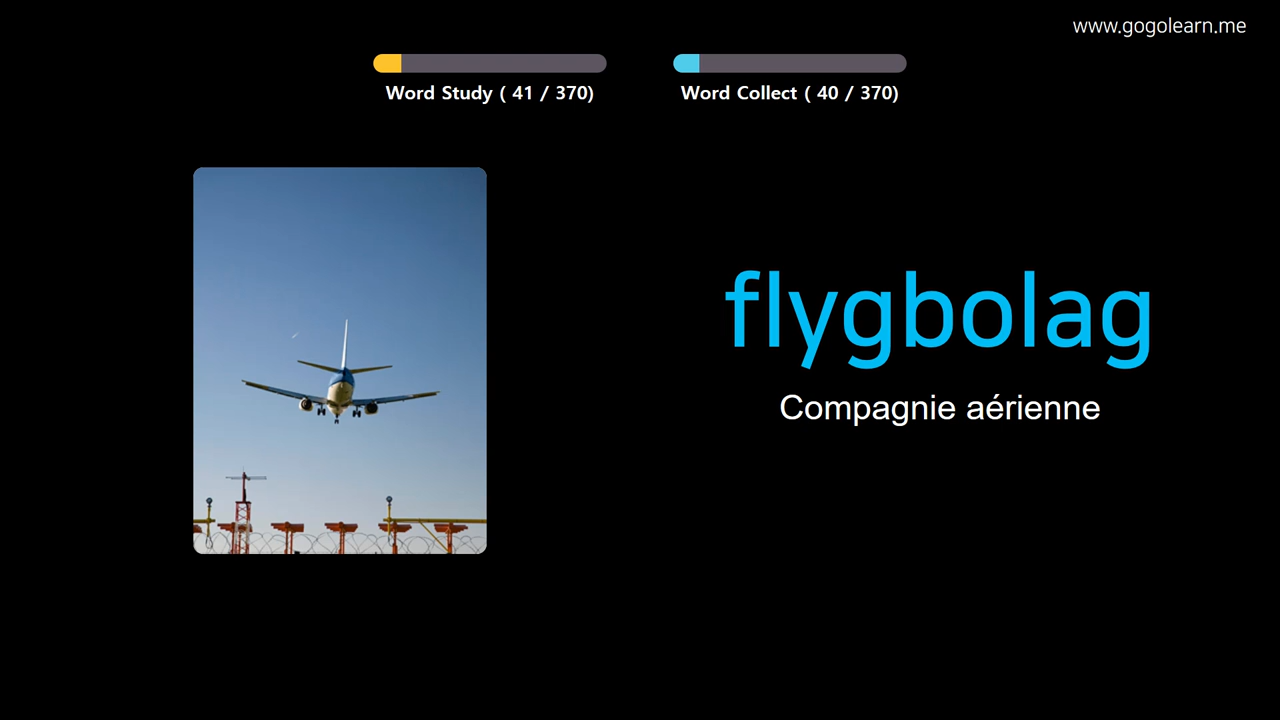 www.gogolearn.me
Word Study ( 41 / 370)
Word Collect ( 40 / 370)
flygbolag
Compagnie aérienne